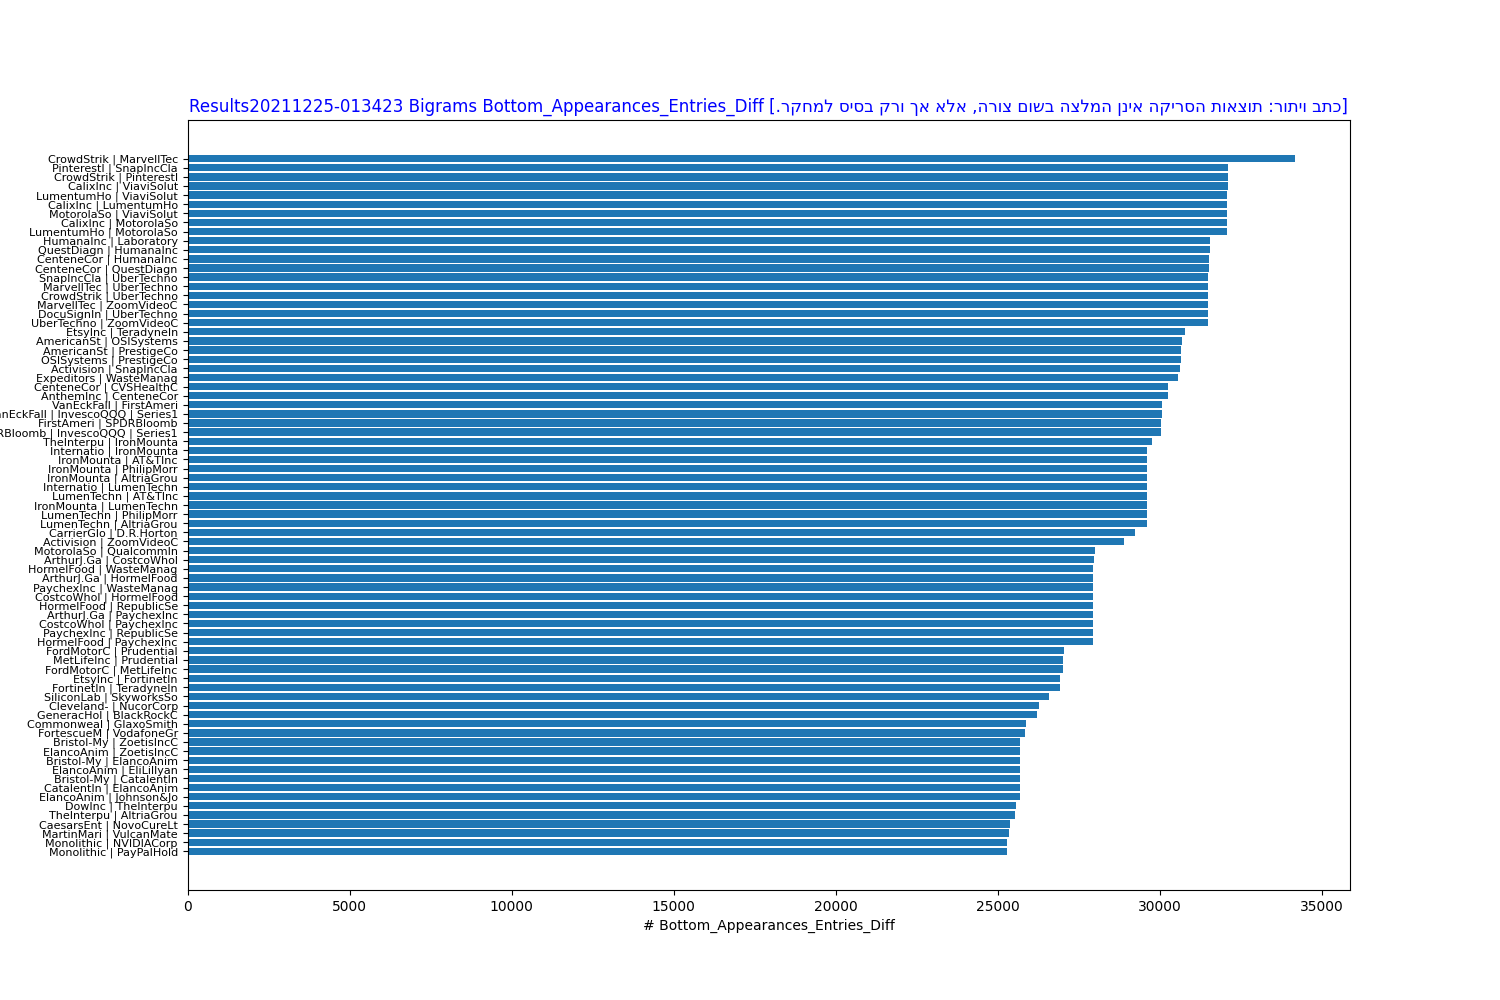 Results20211225-013423 Bigrams Bottom_Appearances_Entries_Diff [כתב ויתור: תוצאות הסריקה אינן המלצה בשום צורה, אלא אך ורק בסיס למחקר.]
CrowdStrik | MarvellTec
PinterestI | SnapIncCla
CrowdStrik | PinterestI
CalixInc | ViaviSolut
LumentumHo | ViaviSolut
CalixInc | LumentumHo
MotorolaSo | ViaviSolut
CalixInc | MotorolaSo
LumentumHo | MotorolaSo
HumanaInc | Laboratory
QuestDiagn | HumanaInc
CenteneCor | HumanaInc
CenteneCor | QuestDiagn
SnapIncCla | UberTechno
MarvellTec | UberTechno
CrowdStrik | UberTechno
MarvellTec | ZoomVideoC
DocuSignIn | UberTechno
UberTechno | ZoomVideoC
EtsyInc | TeradyneIn
AmericanSt | OSISystems
AmericanSt | PrestigeCo
OSISystems | PrestigeCo
Activision | SnapIncCla
Expeditors | WasteManag
CenteneCor | CVSHealthC
AnthemInc | CenteneCor
VanEckFall | FirstAmeri
nEckFall | InvescoQQQ | Series1
FirstAmeri | SPDRBloomb
RBloomb | InvescoQQQ | Series1
TheInterpu | IronMounta
Internatio | IronMounta
IronMounta | AT&TInc
IronMounta | PhilipMorr
IronMounta | AltriaGrou
Internatio | LumenTechn
LumenTechn | AT&TInc
IronMounta | LumenTechn
LumenTechn | PhilipMorr
LumenTechn | AltriaGrou
CarrierGlo | D.R.Horton
Activision | ZoomVideoC
MotorolaSo | QualcommIn
ArthurJ.Ga | CostcoWhol
HormelFood | WasteManag
ArthurJ.Ga | HormelFood
PaychexInc | WasteManag
CostcoWhol | HormelFood
HormelFood | RepublicSe
ArthurJ.Ga | PaychexInc
CostcoWhol | PaychexInc
PaychexInc | RepublicSe
HormelFood | PaychexInc
FordMotorC | Prudential
MetLifeInc | Prudential
FordMotorC | MetLifeInc
EtsyInc | FortinetIn
FortinetIn | TeradyneIn
SiliconLab | SkyworksSo
Cleveland- | NucorCorp
GeneracHol | BlackRockC
Commonweal | GlaxoSmith
FortescueM | VodafoneGr
Bristol-My | ZoetisIncC
ElancoAnim | ZoetisIncC
Bristol-My | ElancoAnim
ElancoAnim | EliLillyan
Bristol-My | CatalentIn
CatalentIn | ElancoAnim
ElancoAnim | Johnson&Jo
DowInc | TheInterpu
TheInterpu | AltriaGrou
CaesarsEnt | NovoCureLt
MartinMari | VulcanMate
Monolithic | NVIDIACorp
Monolithic | PayPalHold
0 5000 10000 15000 20000 25000 30000 35000
# Bottom_Appearances_Entries_Diff